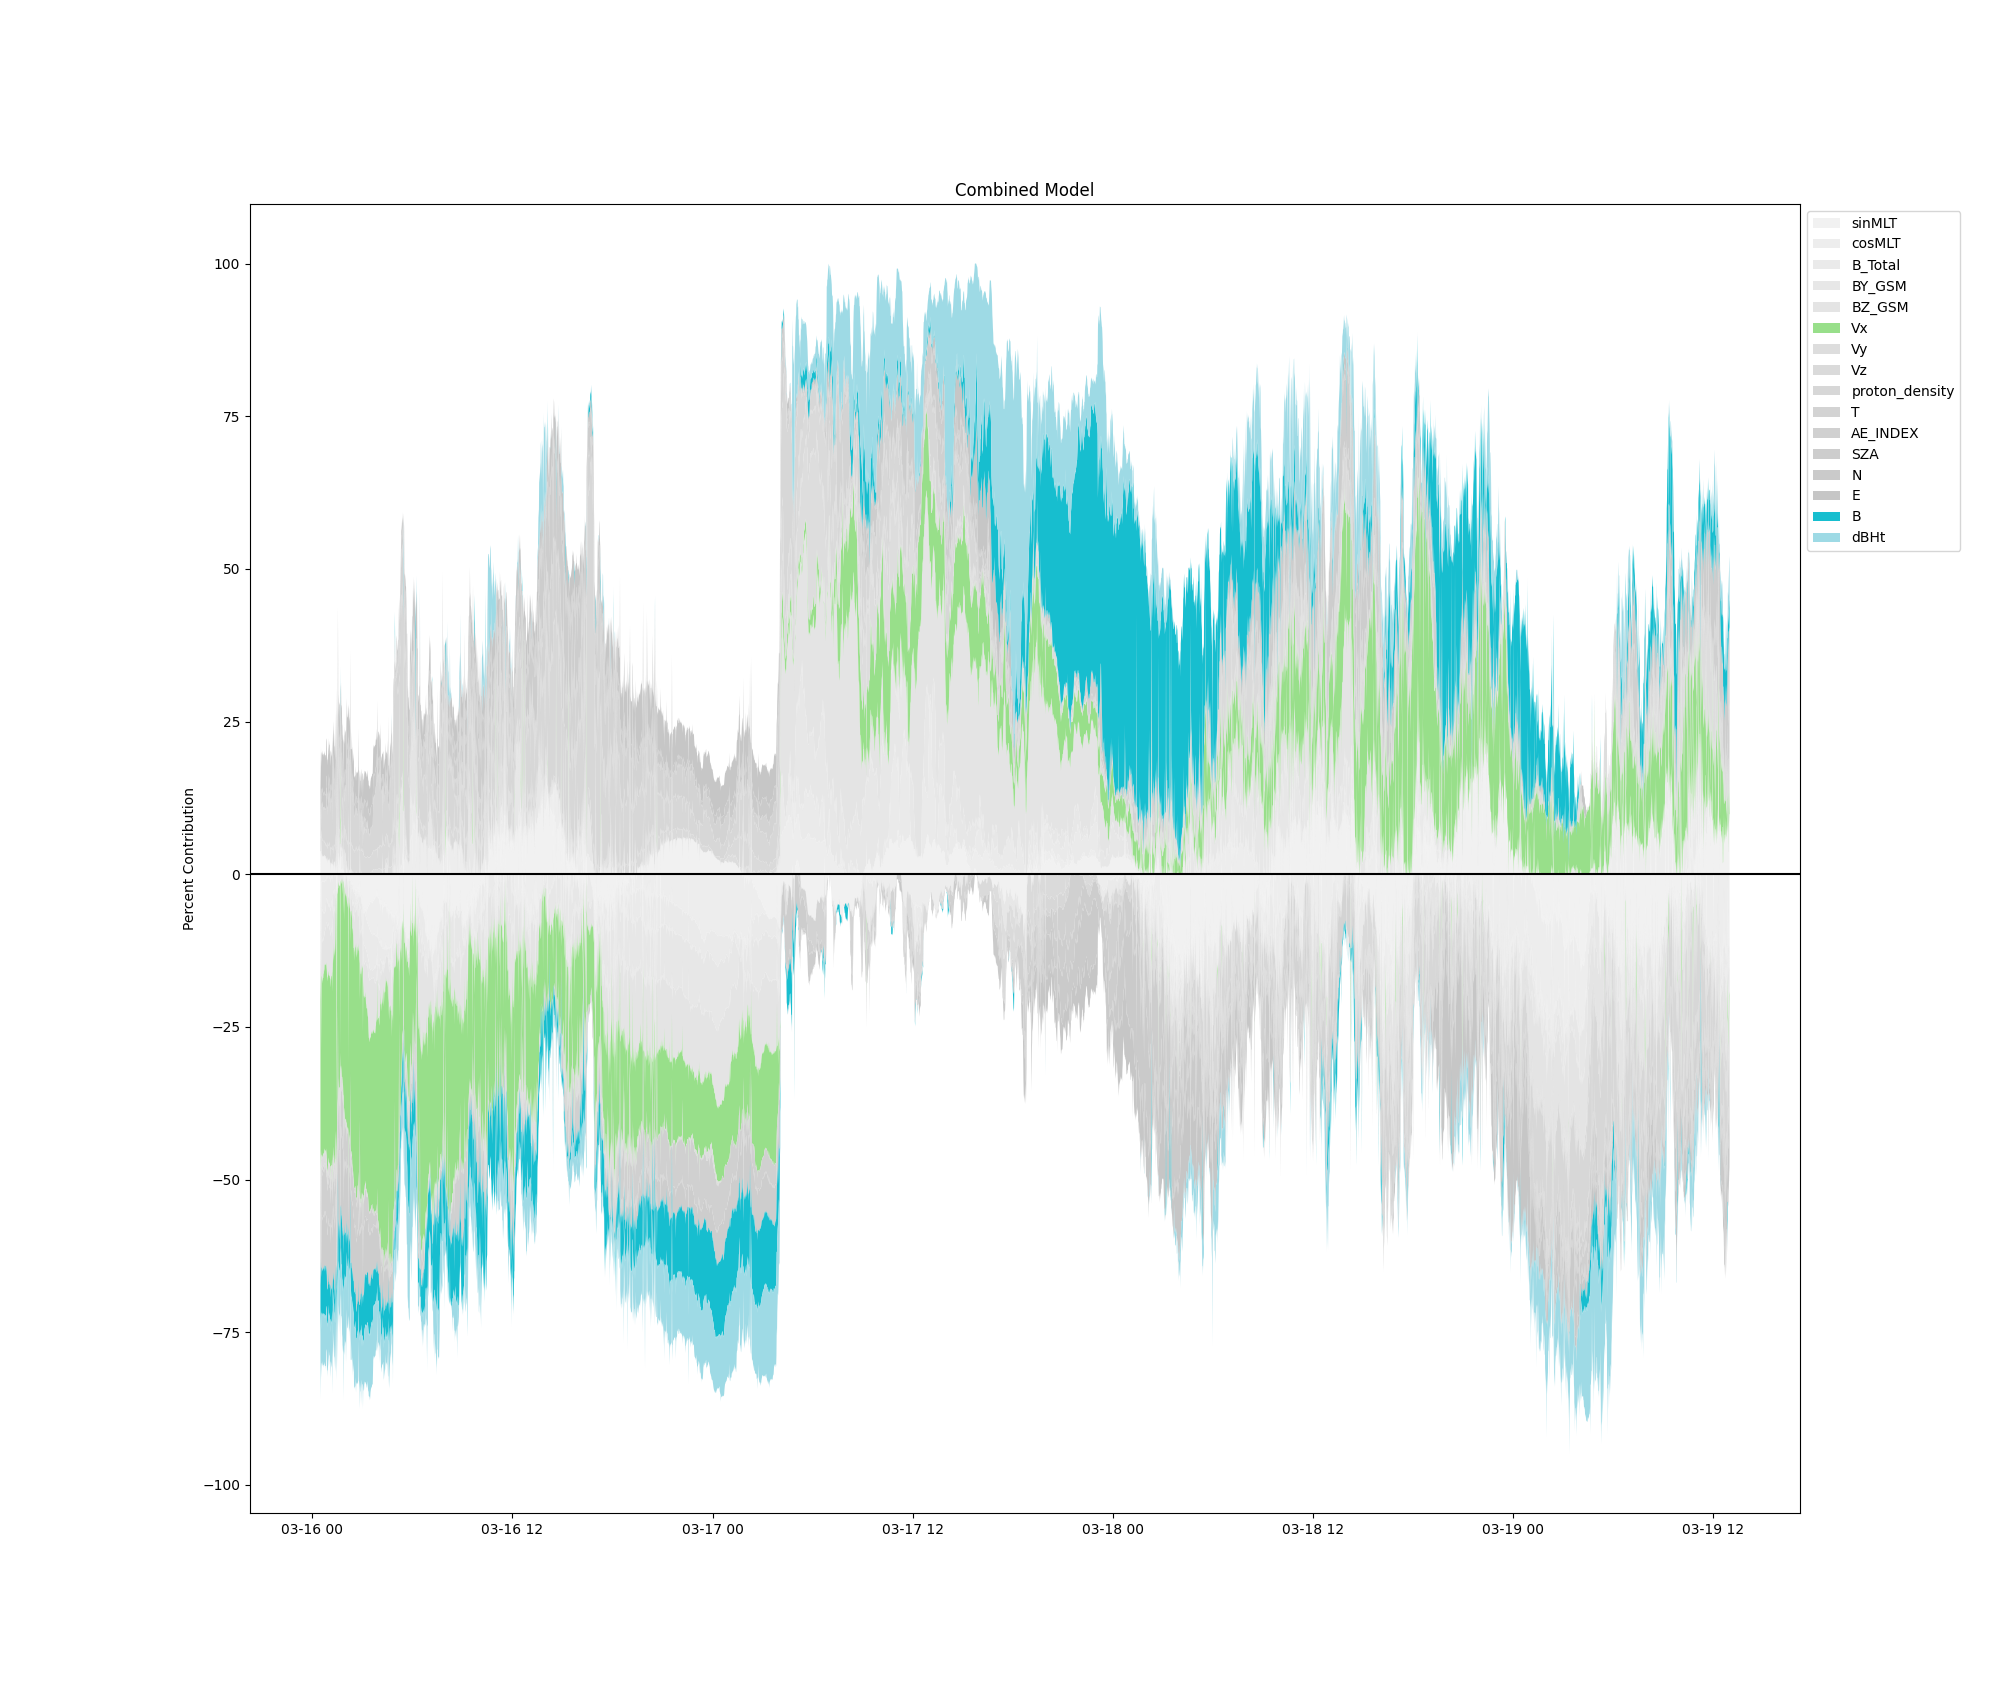 Combined Model
sinMLT
cosMLT
B_Total
BY_GSM
BZ_GSM
Vx
Vy
Vz
proton_density
T
AE_INDEX
SZA
N
E
B
dBHt
Percent Contribution
100
75
50
25
0
−25
−50
−75
−100
03-16 00
03-16 12
03-17 00
03-17 12
03-18 00
03-18 12
03-19 00
03-19 12